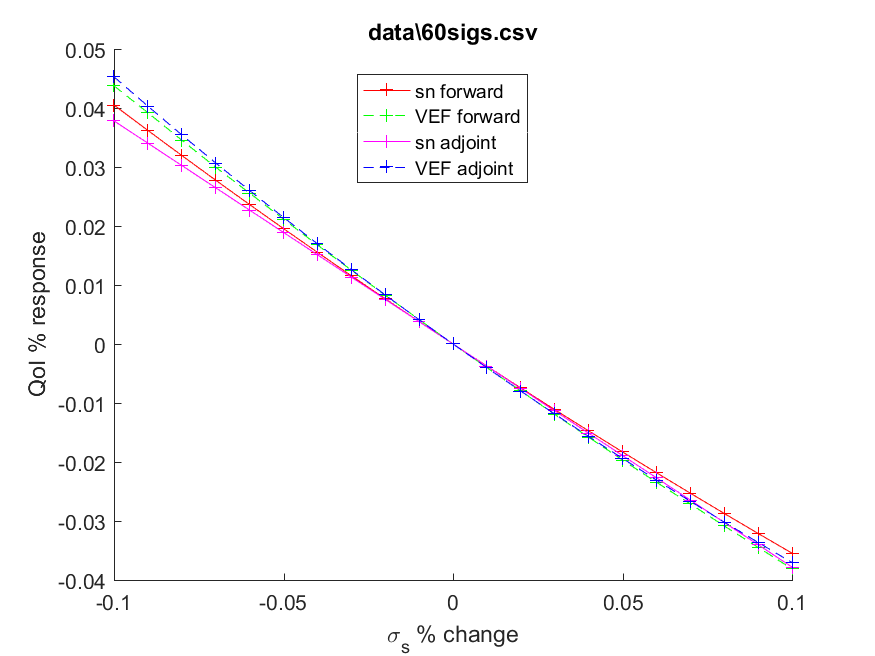 data\60sigs.csv
sn forward
VEF forward
sn adjoint
VEF adjoint
0.05
0.04
0.03
0.02
0.01
0
-0.01
-0.02
-0.03
-0.04
QoI % response
-0.1 -0.05 0 0.05 0.1
σs % change